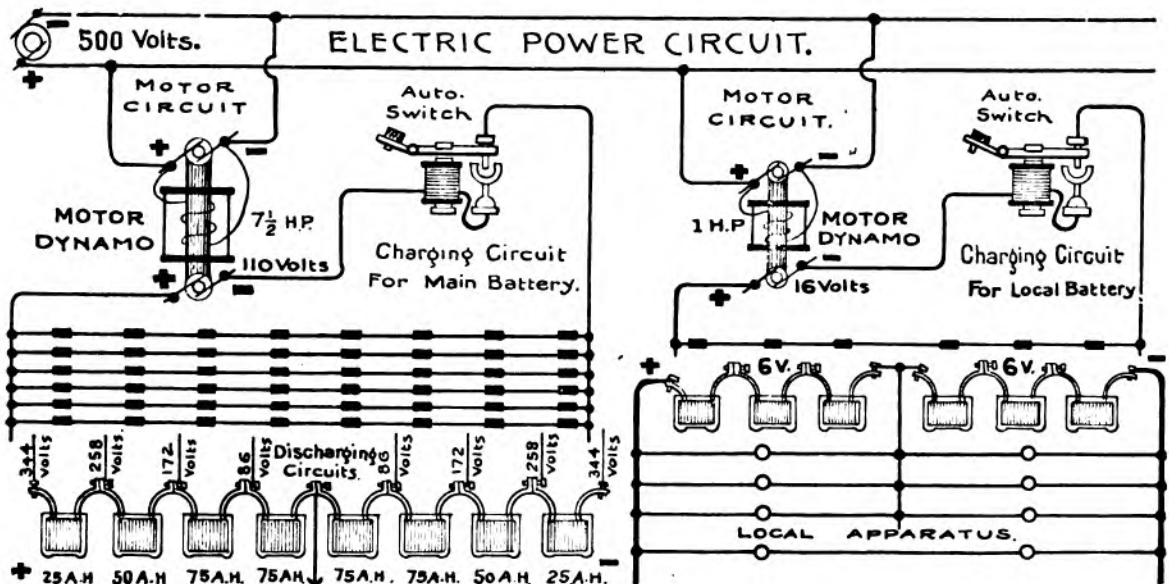 500 Volts.
ELECTRIC POWER CIRCUIT.
+
MOTOR
CIRCUIT
Auto.
Switch
+
MOTOR
DYNAMO
7½ H.P.
+
110 Volts
Charging Circuit
For Main Battery.
MOTOR
CIRCUIT.
Auto.
Switch
+
1 H.P
MOTOR
DYNAMO
+
16 Volts
Charging Circuit
For Local Battery
344 Volts
258 Volts
172 Volts
86 Volts
Discharging
Circuits.
86 Volts
172 Volts
258 Volts
344 Volts
+ 25 A.H 50 A.H 75 A.H. 75 A.H 75 A.H. 75 A.H. 50 A.H 25 A.H. −
+ 6V. 6V. −
LOCAL APPARATUS.